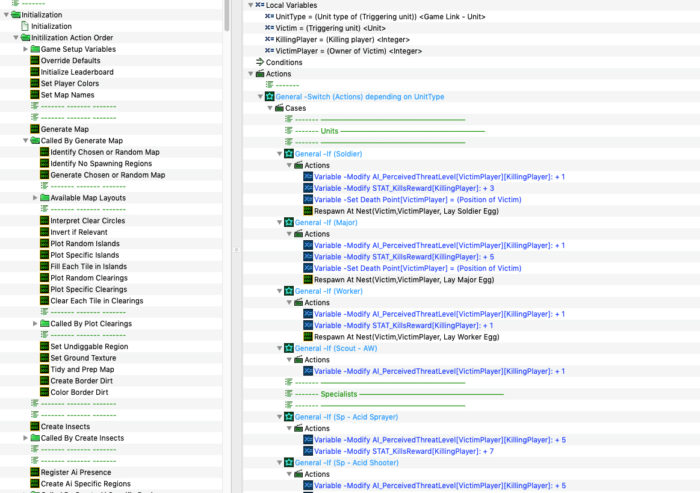 Initialization
Initialization
Initilization Action Order
Game Setup Variables
Override Defaults
Initialize Leaderboard
Set Player Colors
Set Map Names
------- ------- -------
------- ------- -------
Generate Map
Called By Generate Map
Identify Chosen or Random Map
Identify No Spawning Regions
Generate Chosen or Random Map
------- ------- -------
Available Map Layouts
------- ------- -------
Interpret Clear Circles
Invert if Relevant
Plot Random Islands
Plot Specific Islands
Fill Each Tile in Islands
Plot Random Clearings
Plot Specific Clearings
Clear Each Tile in Clearings
------- ------- -------
Called By Plot Clearings
------- ------- -------
Set Undiggable Region
Set Ground Texture
Tidy and Prep Map
Create Border Dirt
Color Border Dirt
------- ------- -------
------- ------- -------
Create Insects
Called By Create Insects
------- -------
------- ------- -------
Register Ai Presence
Create Ai Specific Regions
Local Variables
UnitType = (Unit type of (Triggering unit)) <Game Link - Unit>
Victim = (Triggering unit) <Unit>
KillingPlayer = (Killing player) <Integer>
VictimPlayer = (Owner of Victim) <Integer>
Conditions
Actions
-------
General -Switch (Actions) depending on UnitType
Cases
------- ------------------------------------------
------- Units ------------------------------------------
------- ------------------------------------------
General -If (Soldier)
Actions
Variable -Modify AI_PerceivedThreatLevel[VictimPlayer][KillingPlayer]: + 1
Variable -Modify STAT_KillsReward[KillingPlayer]: + 3
Variable -Set Death Point[VictimPlayer] = (Position of Victim)
Respawn At Nest(Victim,VictimPlayer, Lay Soldier Egg)
General -If (Major)
Actions
Variable -Modify AI_PerceivedThreatLevel[VictimPlayer][KillingPlayer]: + 1
Variable -Modify STAT_KillsReward[KillingPlayer]: + 5
Variable -Set Death Point[VictimPlayer] = (Position of Victim)
Respawn At Nest(Victim,VictimPlayer, Lay Major Egg)
General -If (Worker)
Actions
Variable -Modify AI_PerceivedThreatLevel[VictimPlayer][KillingPlayer]: + 1
Variable -Modify STAT_KillsReward[KillingPlayer]: + 1
Respawn At Nest(Victim,VictimPlayer, Lay Worker Egg)
General -If (Scout - AW)
Actions
Variable -Modify AI_PerceivedThreatLevel[VictimPlayer][KillingPlayer]: + 1
------- ------------------------------------------
------- Specialists ------------------------------------------
------- ------------------------------------------
General -If (Sp - Acid Sprayer)
Actions
Variable -Modify AI_PerceivedThreatLevel[VictimPlayer][KillingPlayer]: + 5
Variable -Modify STAT_KillsReward[KillingPlayer]: + 7
General -If (Sp - Acid Shooter)
Actions
Variable -Modify AI_PerceivedThreatLevel[VictimPlayer][KillingPlayer]: + 5